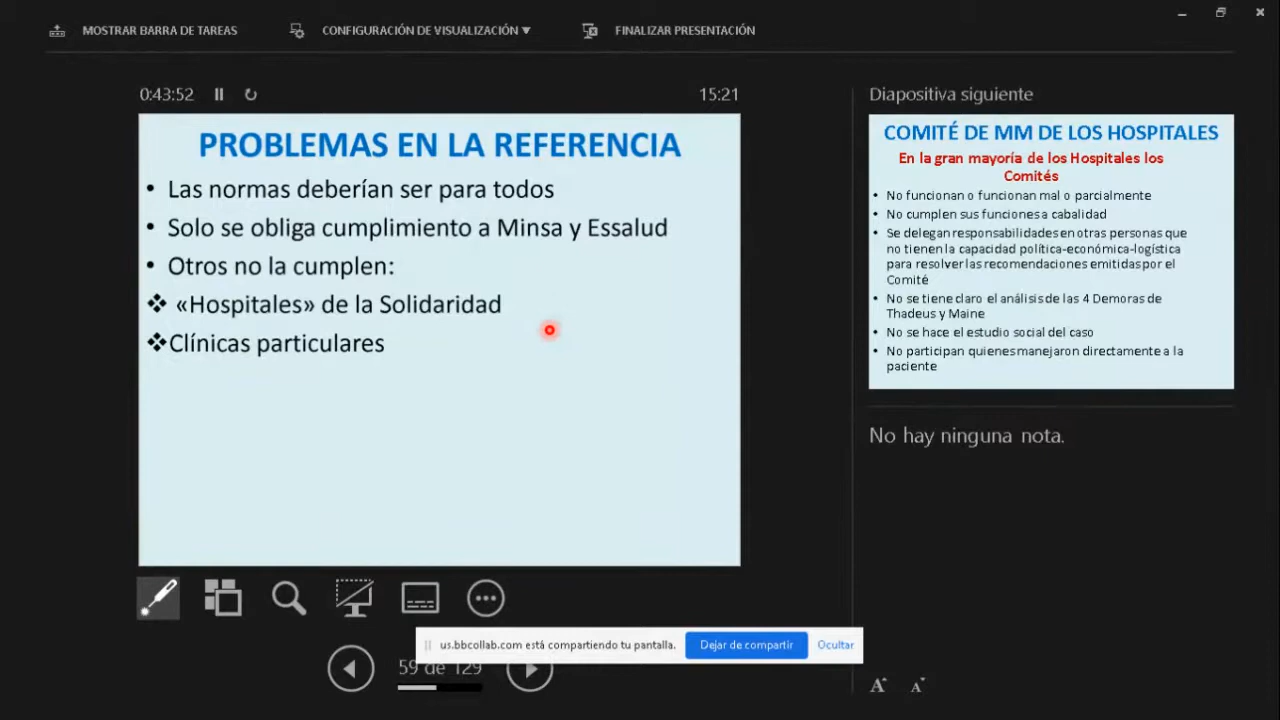 MOSTRAR BARRA DE TAREAS
CONFIGURACIÓN DE VISUALIZACIÓN ▼
FINALIZAR PRESENTACIÓN
0:43:52
15:21
PROBLEMAS EN LA REFERENCIA
• Las normas deberían ser para todos
• Solo se obliga cumplimiento a Minsa y Essalud
• Otros no la cumplen:
❖ «Hospitales» de la Solidaridad
❖Clínicas particulares
Diapositiva siguiente
COMITÉ DE MM DE LOS HOSPITALES
En la gran mayoría de los Hospitales los
Comités
• No funcionan o funcionan mal o parcialmente
• No cumplen sus funciones a cabalidad
• Se delegan responsabilidades en otras personas que
no tienen la capacidad política-económica-logística
para resolver las recomendaciones emitidas por el
Comité
• No se tiene claro el análisis de las 4 Demoras de
Thadeus y Maine
• No se hace el estudio social del caso
• No participan quienes manejaron directamente a la
paciente
No hay ninguna nota.
us.bbcollab.com está compartiendo tu pantalla.
Dejar de compartir
Ocultar
59 de 129
A A